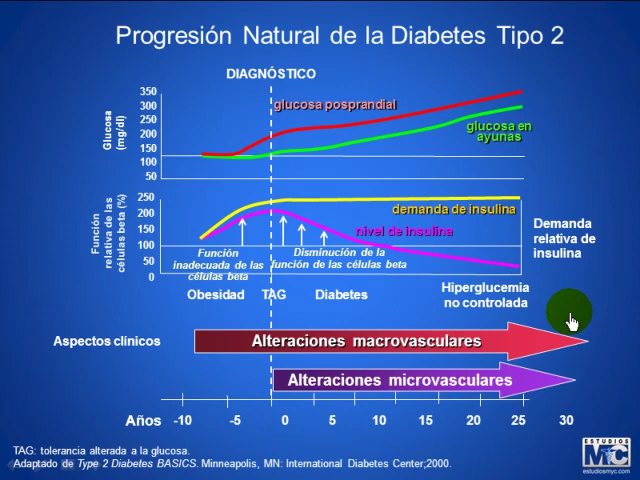 Progresión Natural de la Diabetes Tipo 2
DIAGNÓSTICO
Glucosa
(mg/dl)
350
300
250
200
150
100
50
glucosa posprandial
glucosa en
ayunas
Función
relativa de las
células beta (%)
250
200
150
100
50
0
demanda de insulina
nivel de insulina
Demanda
relativa de
insulina
Función
inadecuada de las
células beta
Disminución de la
función de las células beta
Obesidad TAG Diabetes
Hiperglucemia
no controlada
Aspectos clínicos
Alteraciones macrovasculares
Alteraciones microvasculares
Años -10 -5 0 5 10 15 20 25 30
TAG: tolerancia alterada a la glucosa.
Adaptado de Type 2 Diabetes BASICS. Minneapolis, MN: International Diabetes Center;2000.
ESTUDIOS
MyC
estudiosmyc.com